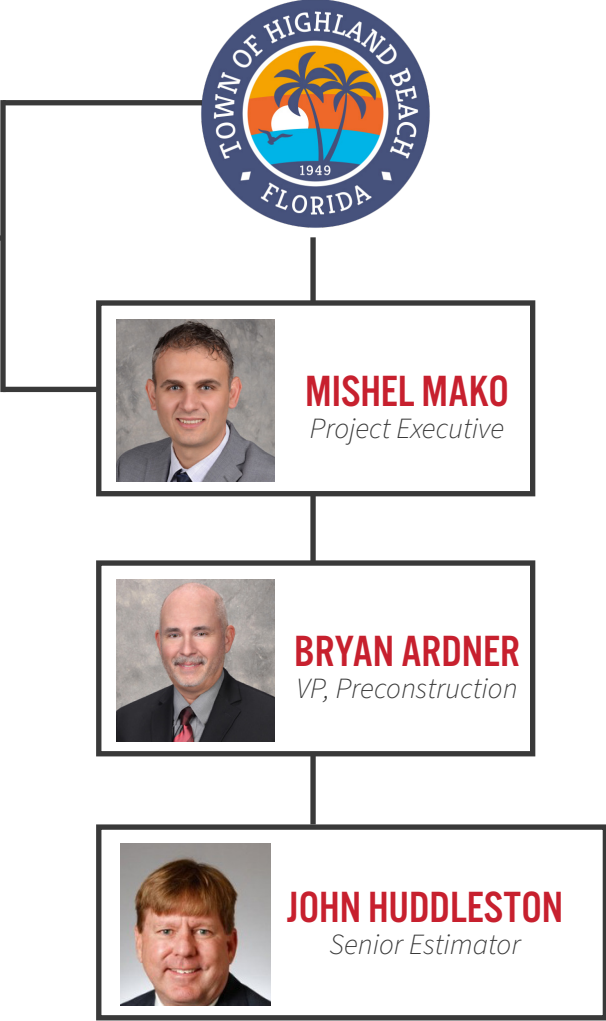 TOWN OF HIGHLAND BEACH
1949
FLORIDA
MISHEL MAKO
Project Executive
BRYAN ARDNER
VP, Preconstruction
JOHN HUDDLESTON
Senior Estimator